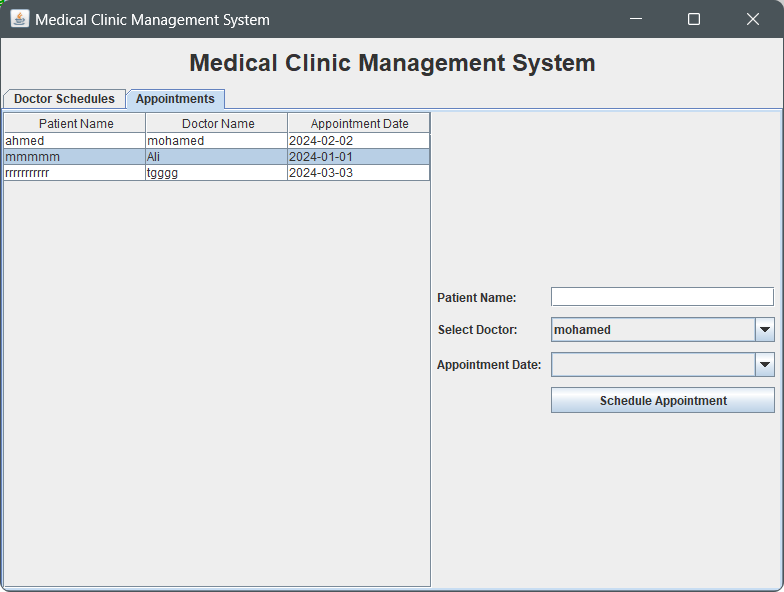 Medical Clinic Management System
Medical Clinic Management System
Doctor Schedules Appointments
Patient Name Doctor Name Appointment Date
ahmed mohamed 2024-02-02
mmmmm Ali 2024-01-01
rrrrrrrrrrr tgggg 2024-03-03
Patient Name:
Select Doctor: mohamed
Appointment Date:
Schedule Appointment